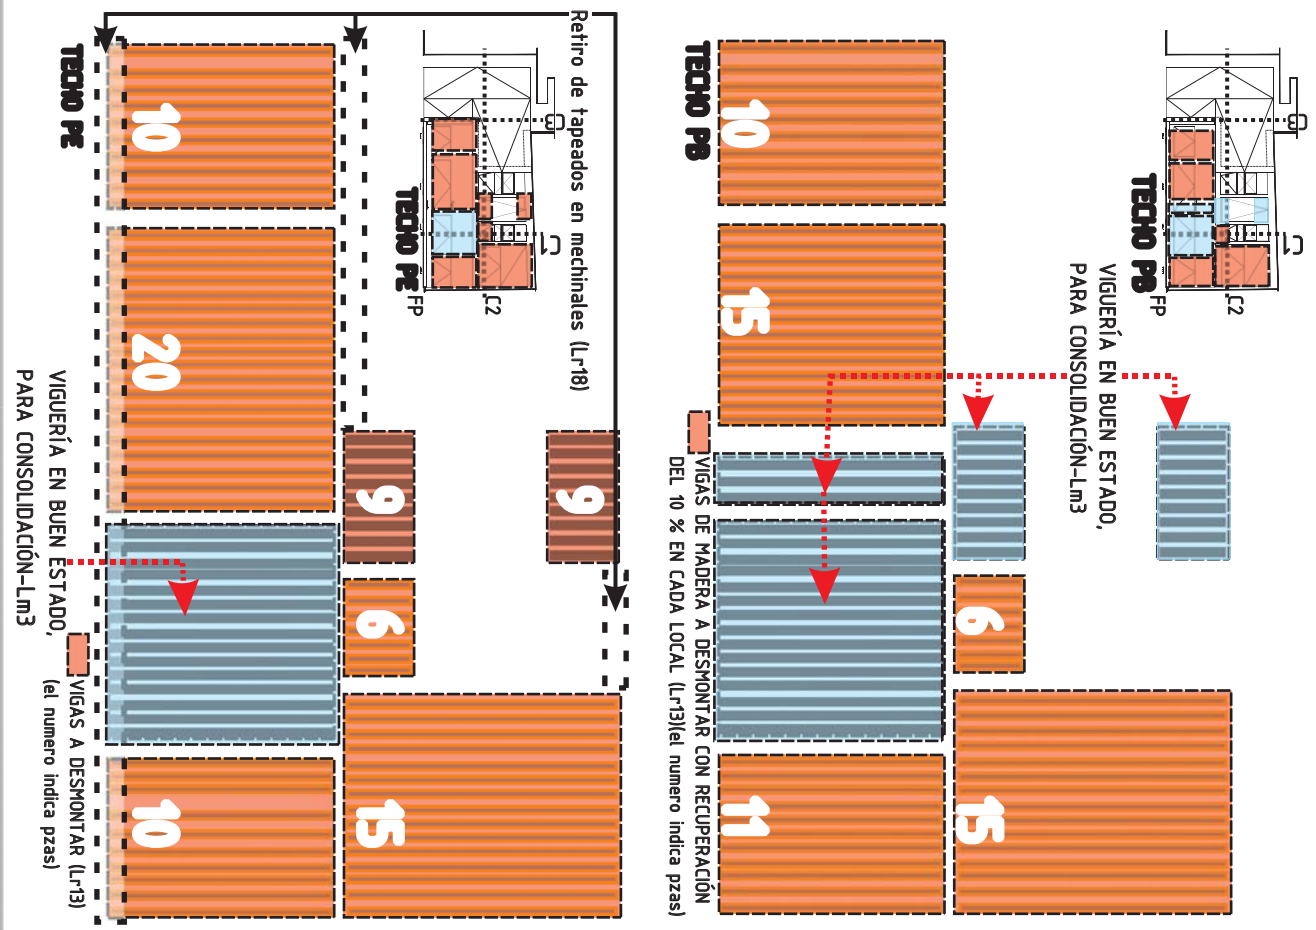 Retiro de tapeados en mechinales (Lr18)
TECHO PE
10
20
10
9
6
15
9
TECHO PE
FP
C2
C1
C3
VIGUERÍA EN BUEN ESTADO,
PARA CONSOLIDACIÓN-Lm3
VIGAS A DESMONTAR (Lr13)
(el numero indica pzas)
TECHO PB
10
15
11
6
15
TECHO PB
FP
C2
C1
C3
VIGUERÍA EN BUEN ESTADO,
PARA CONSOLIDACIÓN-Lm3
VIGAS DE MADERA A DESMONTAR CON RECUPERACIÓN
DEL 10 % EN CADA LOCAL (Lr13)(el numero indica pzas)